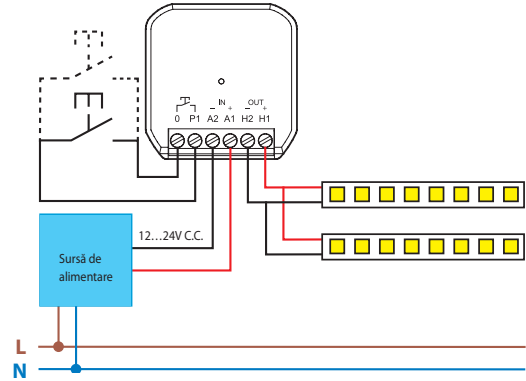 – IN + – OUT +
0 P1 A2 A1 H2 H1
12...24V C.C.
Sursă de
alimentare
L
N